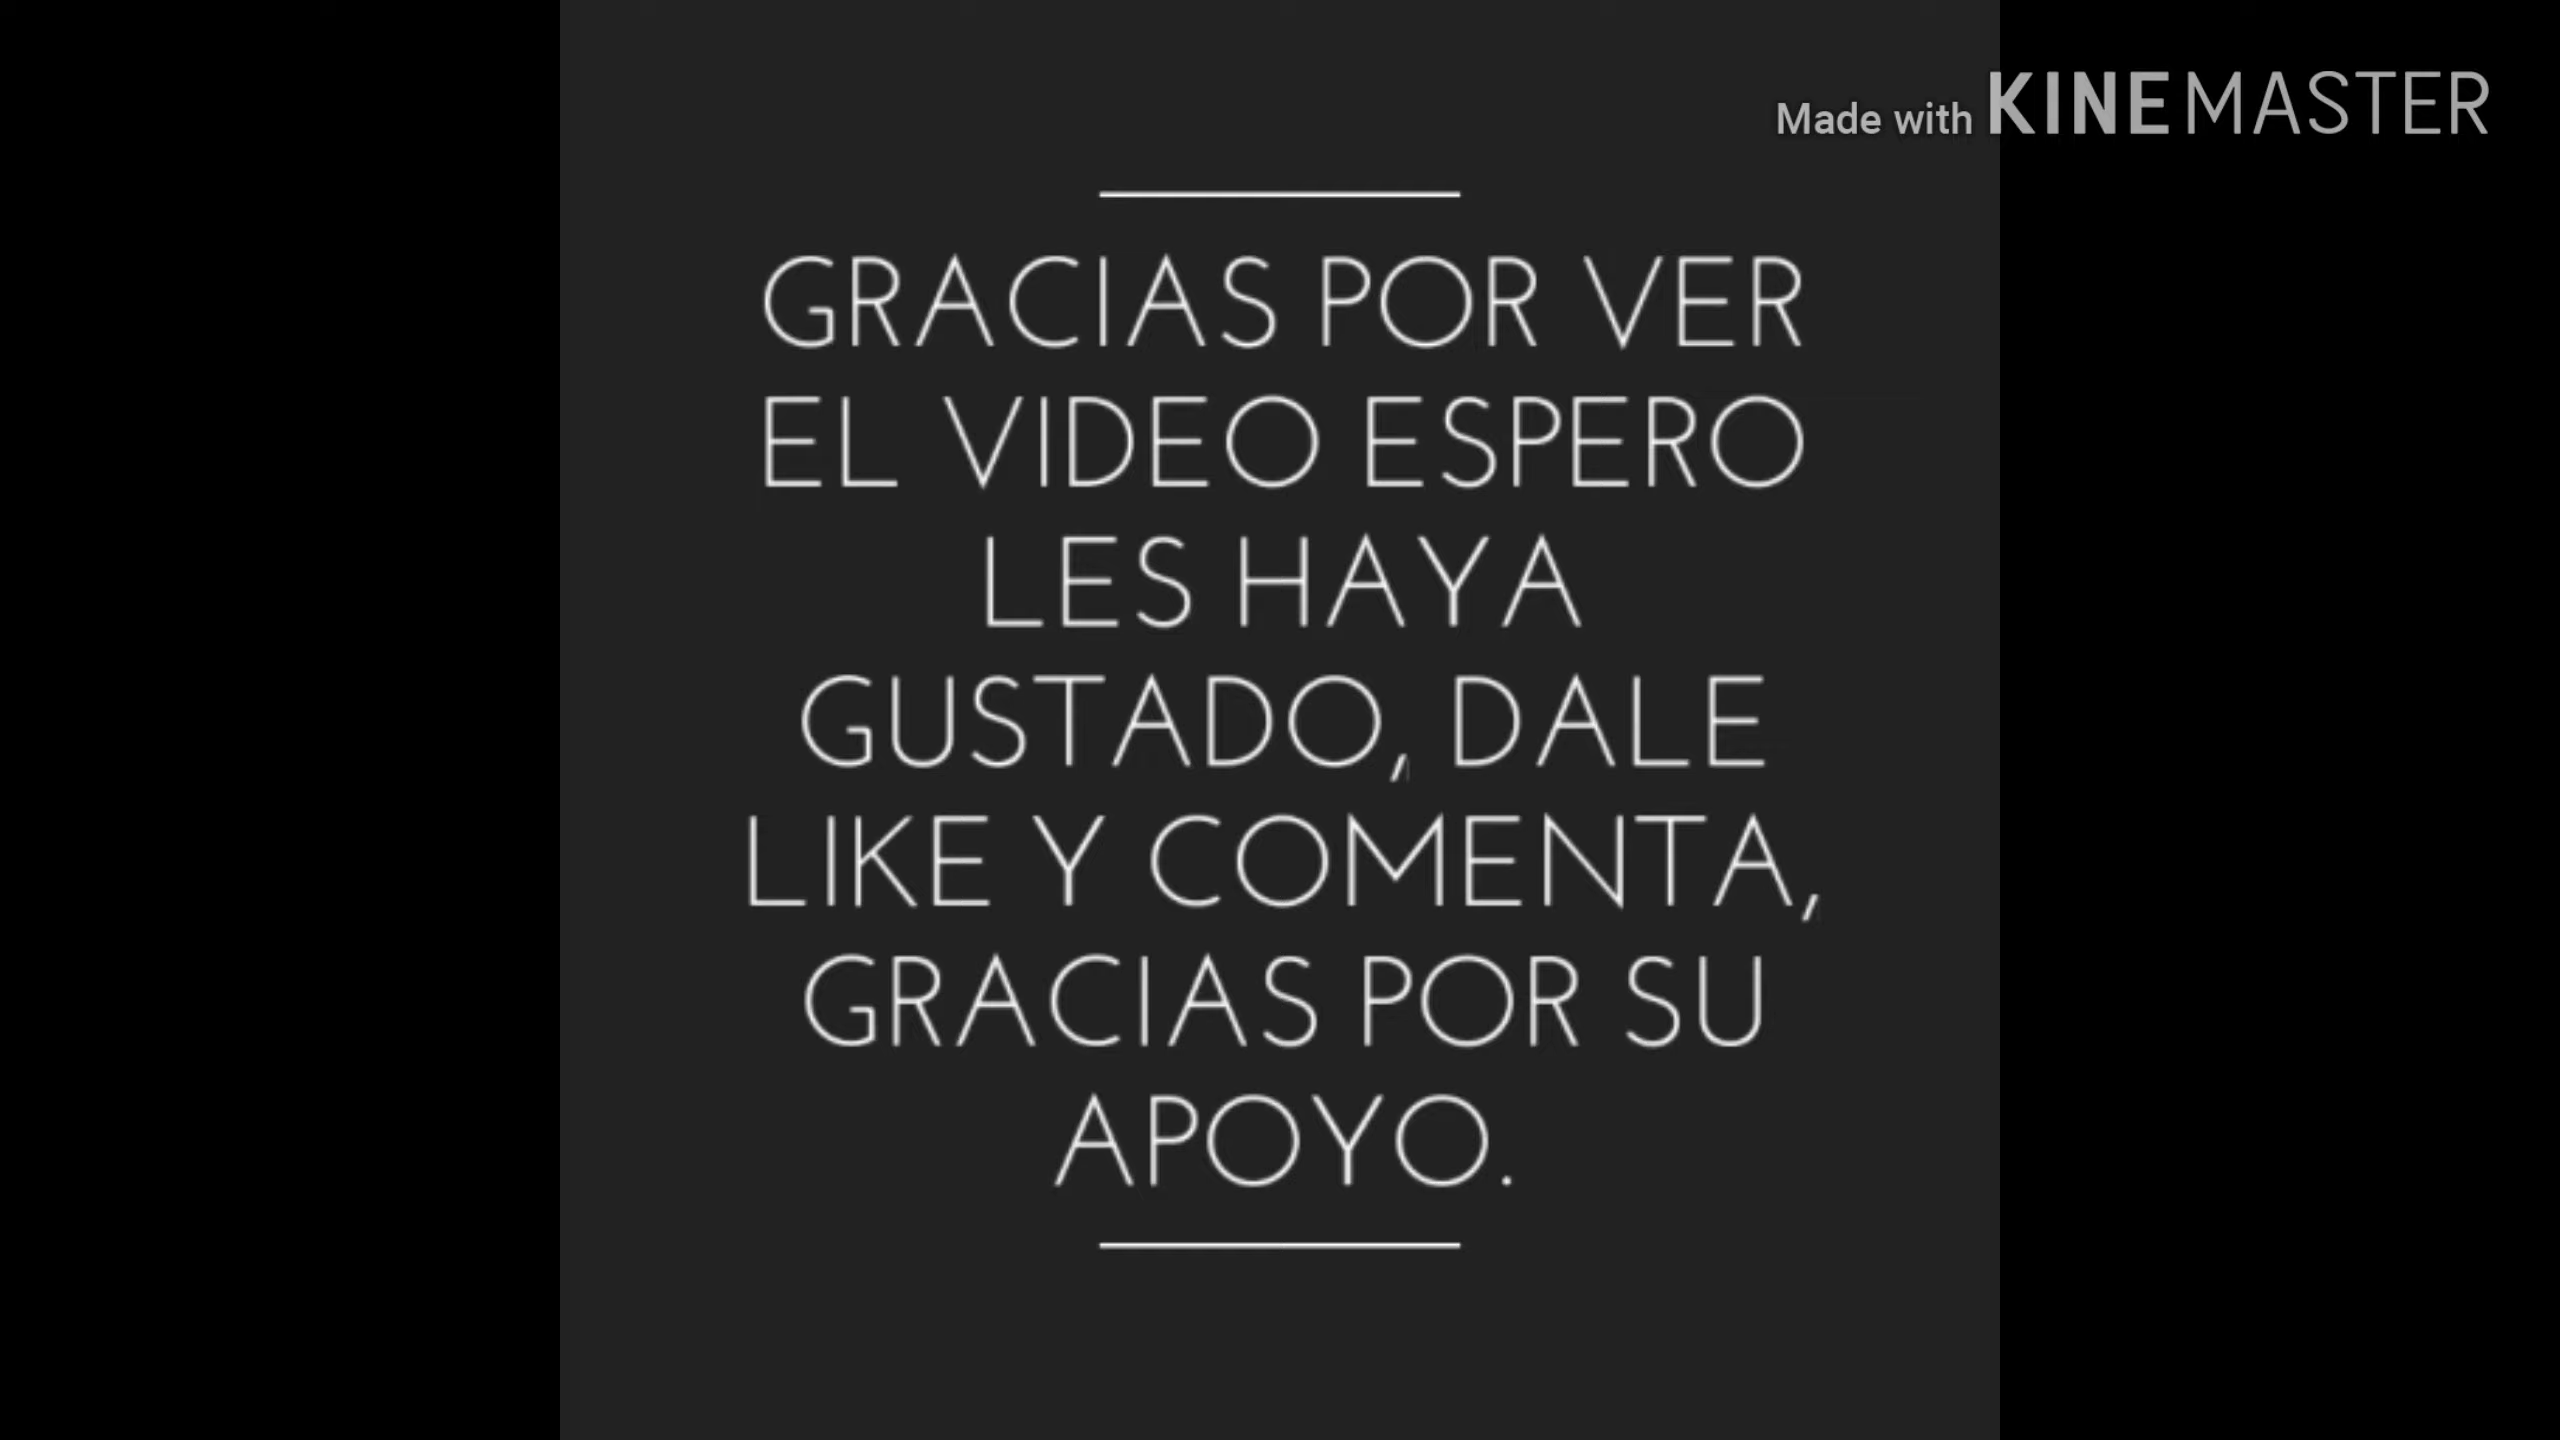 Made with KINEMASTER
GRACIAS POR VER
EL VIDEO ESPERO
LES HAYA
GUSTADO, DALE
LIKE Y COMENTA,
GRACIAS POR SU
APOYO.